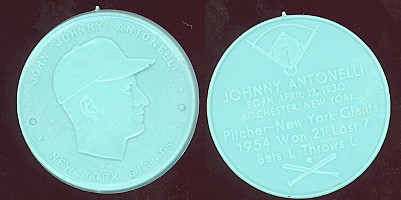 JOHN "JOHNNY" ANTONELLI
NEW YORK GIANTS
JOHNNY ANTONELLI
BORN APRIL 12, 1930
ROCHESTER, NEW YORK
Pitcher-New York Giants
1954 Won 21 Lost 7
Bats L Throws L